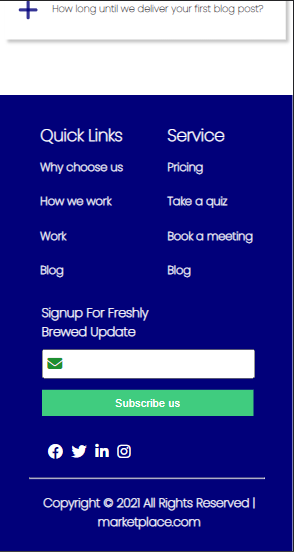 How long until we deliver your first blog post?
Quick Links
Service
Why choose us
Pricing
How we work
Take a quiz
Work
Book a meeting
Blog
Blog
Signup For Freshly
Brewed Update
Subscribe us
Copyright © 2021 All Rights Reserved |
marketplace.com